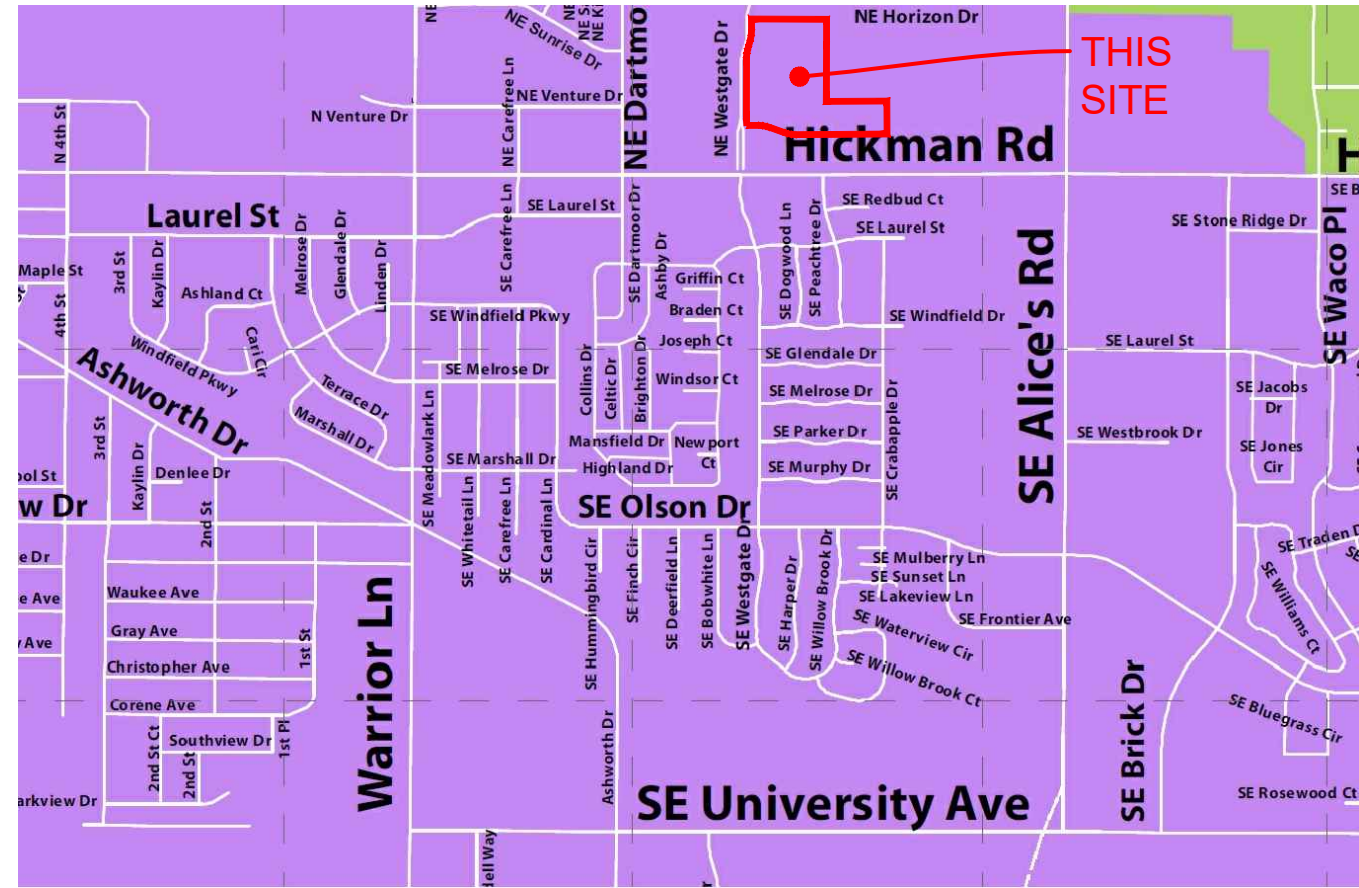 NE Horizon Dr
THIS
SITE
NE Sunrise Dr
NE Dartmo
NE Westgate Dr
NE Carefree Ln
NE Venture Dr
N Venture Dr
N 4th St
Hickman Rd
H
Laurel St
SE Carefree Ln
SE Laurel St
SE Dartmoor Dr
Ashby Dr
SE Dogwood Ln
SE Peachtree Dr
SE Redbud Ct
SE Laurel St
SE Stone Ridge Dr
SE B
SE Waco Pl
Maple St
3rd St
Kaylin Dr
Melrose Dr
Glendale Dr
Linden Dr
Ashland Ct
4th St
Cari Cir
Windfield Pkwy
Ashworth Dr
Terrace Dr
Marshall Dr
SE Windfield Pkwy
SE Melrose Dr
Griffin Ct
Braden Ct
Joseph Ct
Windsor Ct
Collins Dr
Celtic Dr
Brighton Dr
Mansfield Dr
Newport
Ct
Highland Dr
SE Windfield Dr
SE Glendale Dr
SE Melrose Dr
SE Parker Dr
SE Murphy Dr
SE Crabapple Dr
SE Alice's Rd
SE Laurel St
SE Westbrook Dr
SE Jacobs
Dr
SE Jones
Cir
3rd St
Kaylin Dr
Denlee Dr
2nd St
ool St
w Dr
SE Meadowlark Ln
SE Marshall Dr
SE Whitetail Ln
SE Carefree Ln
SE Cardinal Ln
SE Olson Dr
SE Hummingbird Cir
SE Finch Cir
SE Deerfield Ln
SE Bobwhite Ln
SE Westgate Dr
SE Harper Dr
SE Willow Brook Dr
SE Mulberry Ln
SE Sunset Ln
SE Lakeview Ln
SE Frontier Ave
SE Waterview Cir
SE Willow Brook Ct
SE Traden D
SE Williams Ct
SE Bluegrass Cir
SE Rosewood Ct
e Dr
e Ave
Ave
Waukee Ave
Gray Ave
Christopher Ave
Corene Ave
1st St
1st Pl
Southview Dr
2nd St Ct
2nd St
arkview Dr
Warrior Ln
Ashworth Dr
SE University Ave
SE Brick Dr
dell Way